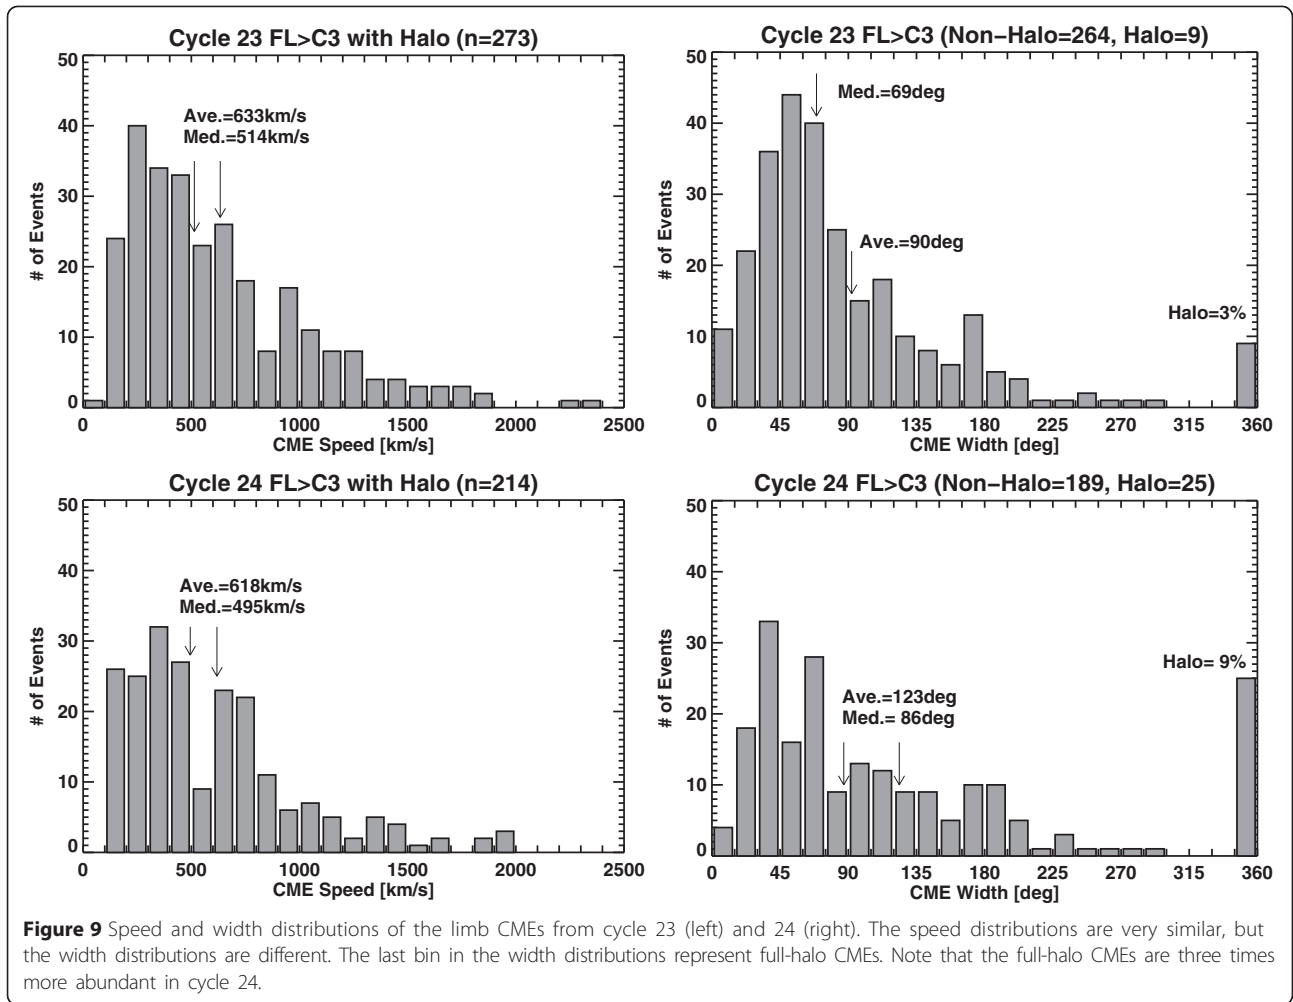 Cycle 23 FL>C3 with Halo (n=273)
50
40
30
20
10
0
# of Events
Ave.=633km/s
Med.=514km/s
0 500 1000 1500 2000 2500
CME Speed [km/s]
Cycle 23 FL>C3 (Non-Halo=264, Halo=9)
50
40
30
20
10
0
# of Events
Med.=69deg
Ave.=90deg
Halo=3%
0 45 90 135 180 225 270 315 360
CME Width [deg]
Cycle 24 FL>C3 with Halo (n=214)
50
40
30
20
10
0
# of Events
Ave.=618km/s
Med.=495km/s
0 500 1000 1500 2000 2500
CME Speed [km/s]
Cycle 24 FL>C3 (Non-Halo=189, Halo=25)
50
40
30
20
10
0
# of Events
Ave.=123deg
Med.= 86deg
Halo= 9%
0 45 90 135 180 225 270 315 360
CME Width [deg]
Figure 9 Speed and width distributions of the limb CMEs from cycle 23 (left) and 24 (right). The speed distributions are very similar, but
the width distributions are different. The last bin in the width distributions represent full-halo CMEs. Note that the full-halo CMEs are three times
more abundant in cycle 24.